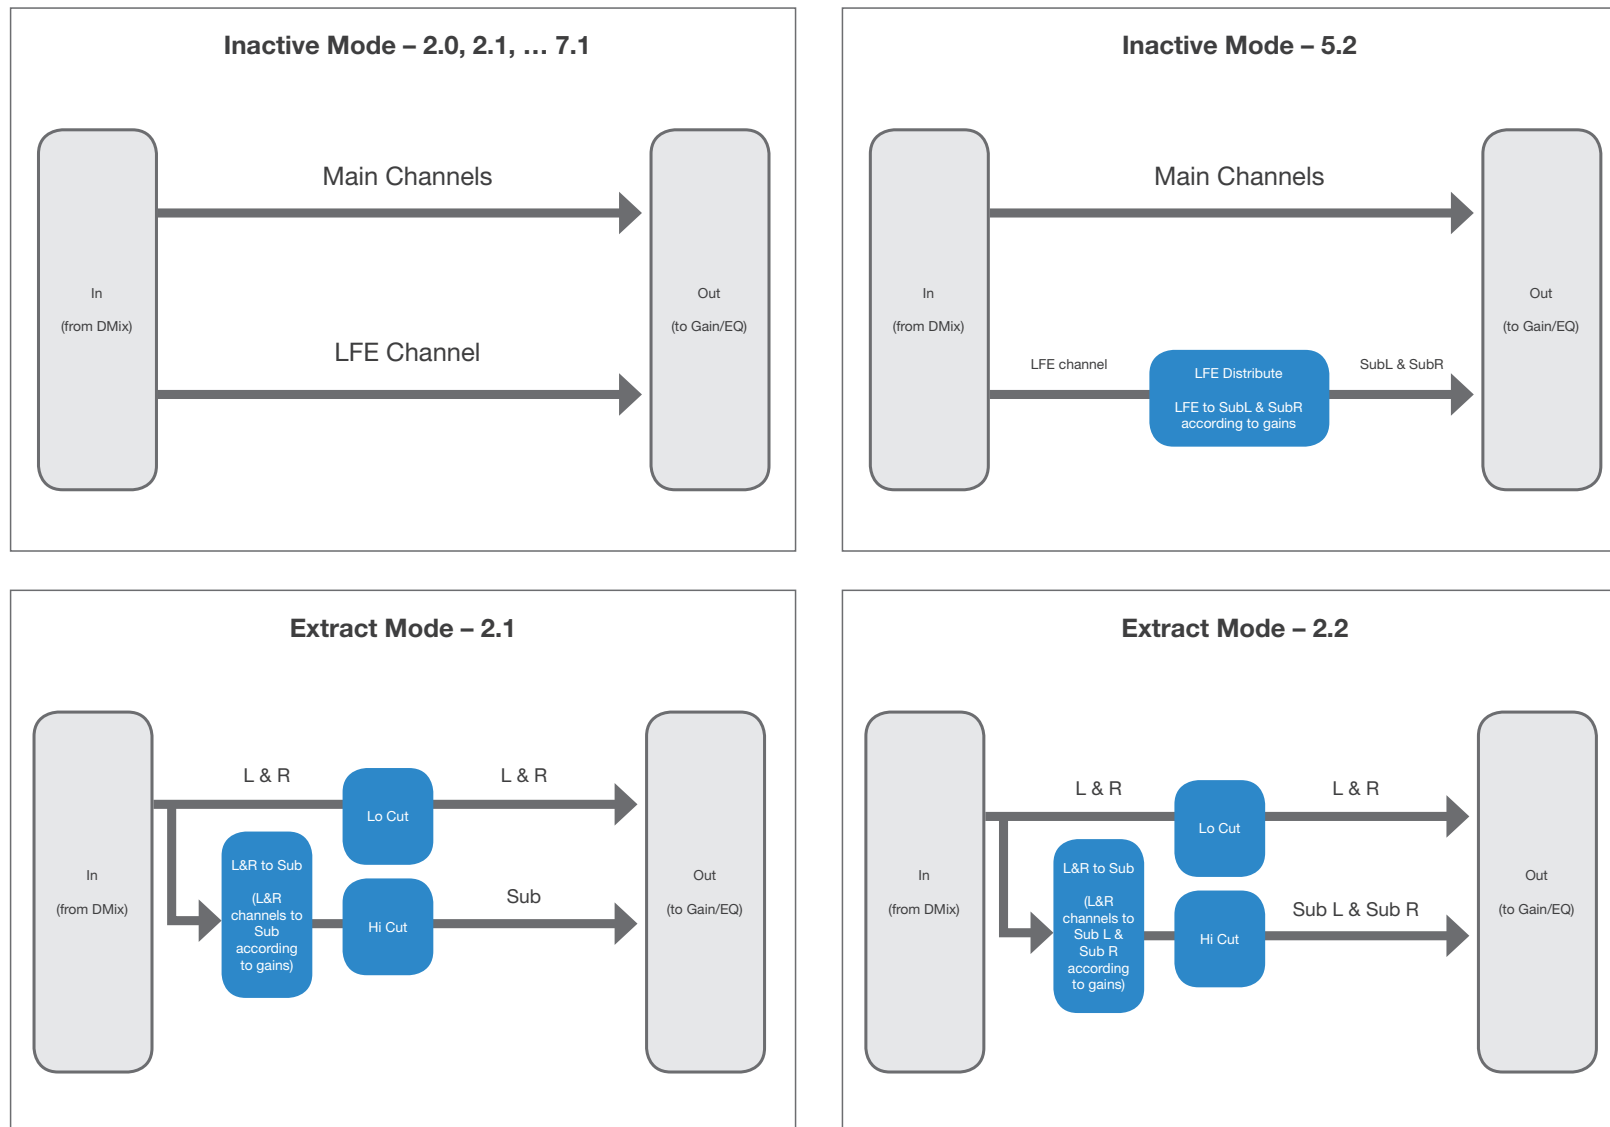 Inactive Mode – 2.0, 2.1, … 7.1
Main Channels
In
(from DMix)
LFE Channel
Out
(to Gain/EQ)
Inactive Mode – 5.2
Main Channels
In
(from DMix)
LFE channel
LFE Distribute
LFE to SubL & SubR
according to gains
SubL & SubR
Out
(to Gain/EQ)
Extract Mode – 2.1
In
(from DMix)
L & R
Lo Cut
L & R
L&R to Sub
(L&R
channels to
Sub
according
to gains)
Hi Cut
Sub
Out
(to Gain/EQ)
Extract Mode – 2.2
In
(from DMix)
L & R
Lo Cut
L & R
L&R to Sub
(L&R
channels to
Sub L &
Sub R
according
to gains)
Hi Cut
Sub L & Sub R
Out
(to Gain/EQ)